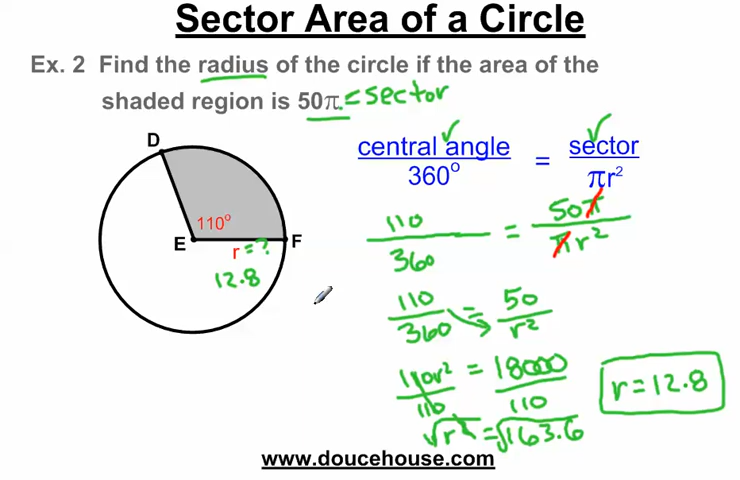 Sector Area of a Circle
Ex. 2 Find the radius of the circle if the area of the
shaded region is 50π. = sector
central angle / 360° = sector / πr²
110 / 360 = 50π / πr²
D
110°
E
F
r = ?
12.8
110 / 360 = 50 / r²
110r² / 110 = 18000 / 110
r = 12.8
√r² = √163.6
www.doucehouse.com